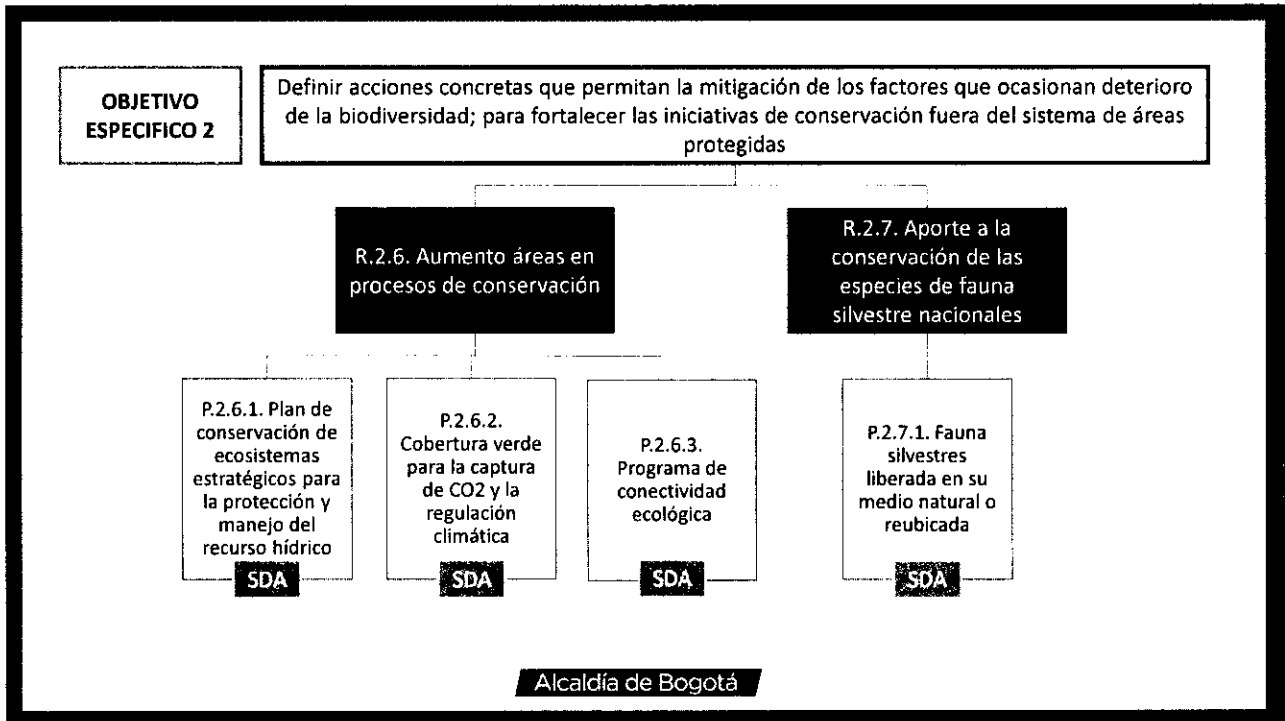 OBJETIVO
ESPECIFICO 2
Definir acciones concretas que permitan la mitigación de los factores que ocasionan deterioro
de la biodiversidad; para fortalecer las iniciativas de conservación fuera del sistema de áreas
protegidas
R.2.6. Aumento áreas en
procesos de conservación
R.2.7. Aporte a la
conservación de las
especies de fauna
silvestre nacionales
P.2.6.1. Plan de
conservación de
ecosistemas
estratégicos para
la protección y
manejo del
recurso hídrico
SDA
P.2.6.2.
Cobertura verde
para la captura
de CO2 y la
regulación
climática
SDA
P.2.6.3.
Programa de
conectividad
ecológica
SDA
P.2.7.1. Fauna
silvestres
liberada en su
medio natural o
reubicada
SDA
Alcaldía de Bogotá